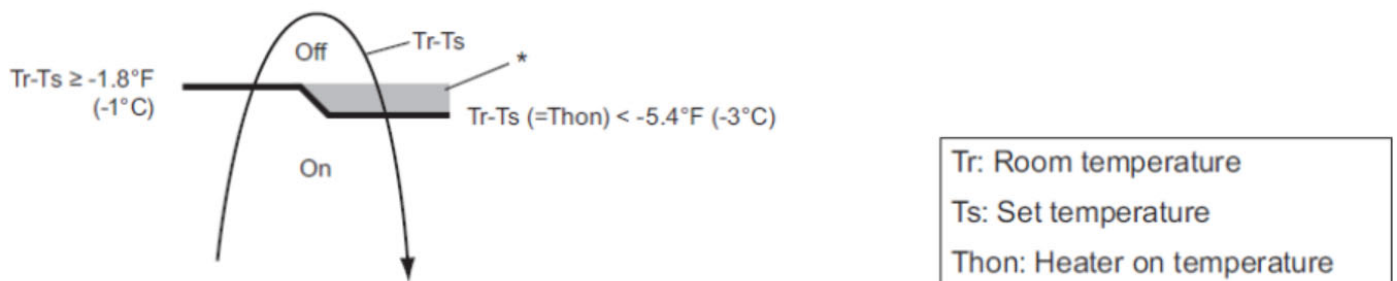 Off
Tr-Ts
*
Tr-Ts ≥ -1.8°F
(-1°C)
Tr-Ts (=Thon) < -5.4°F (-3°C)
On
Tr: Room temperature
Ts: Set temperature
Thon: Heater on temperature